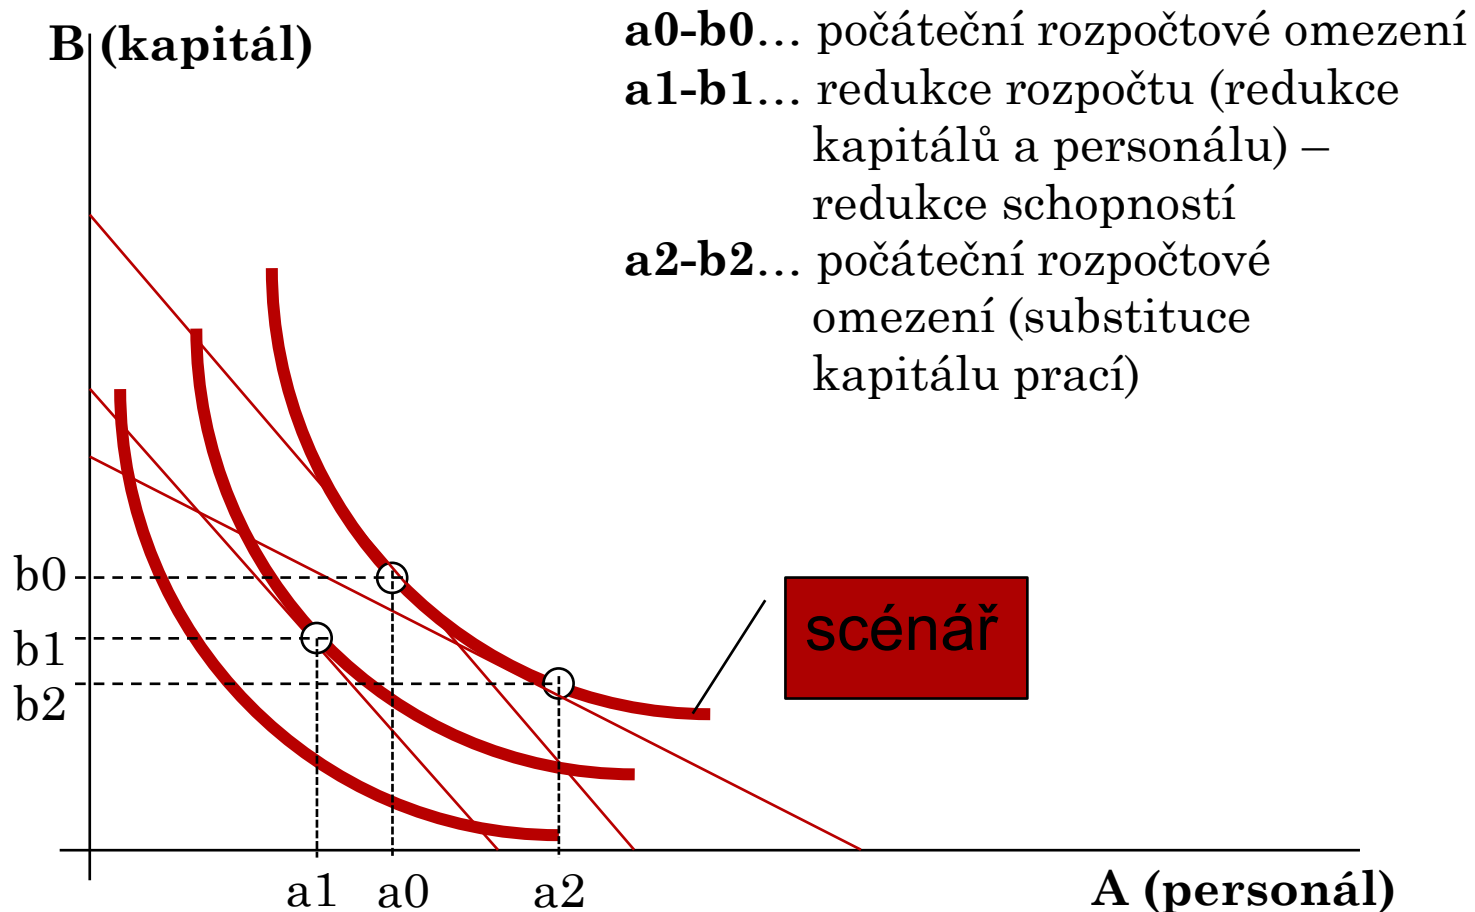 B (kapitál)
a0-b0… počáteční rozpočtové omezení
a1-b1… redukce rozpočtu (redukce
kapitálů a personálu) –
redukce schopností
a2-b2… počáteční rozpočtové
omezení (substituce
kapitálu prací)
b0
b1
b2
scénář
a1 a0 a2
A (personál)